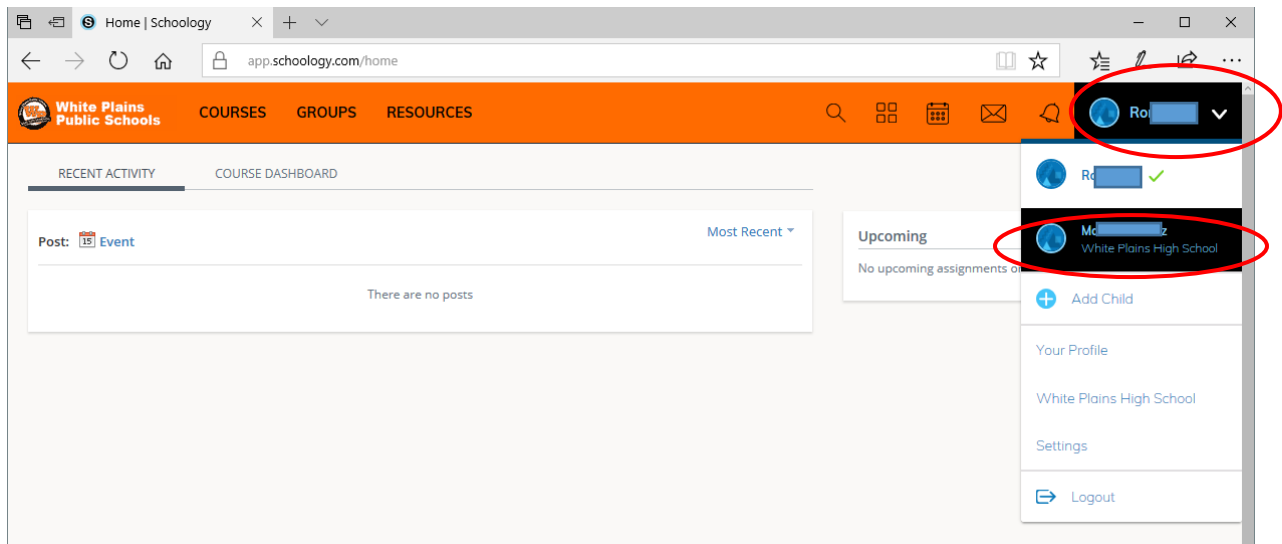 Home | Schoology
app.schoology.com/home
White Plains
Public Schools
COURSES GROUPS RESOURCES
RECENT ACTIVITY COURSE DASHBOARD
Post: 15 Event
Most Recent
There are no posts
Upcoming
No upcoming assignments
White Plains High School
Add Child
Your Profile
White Plains High School
Settings
Logout